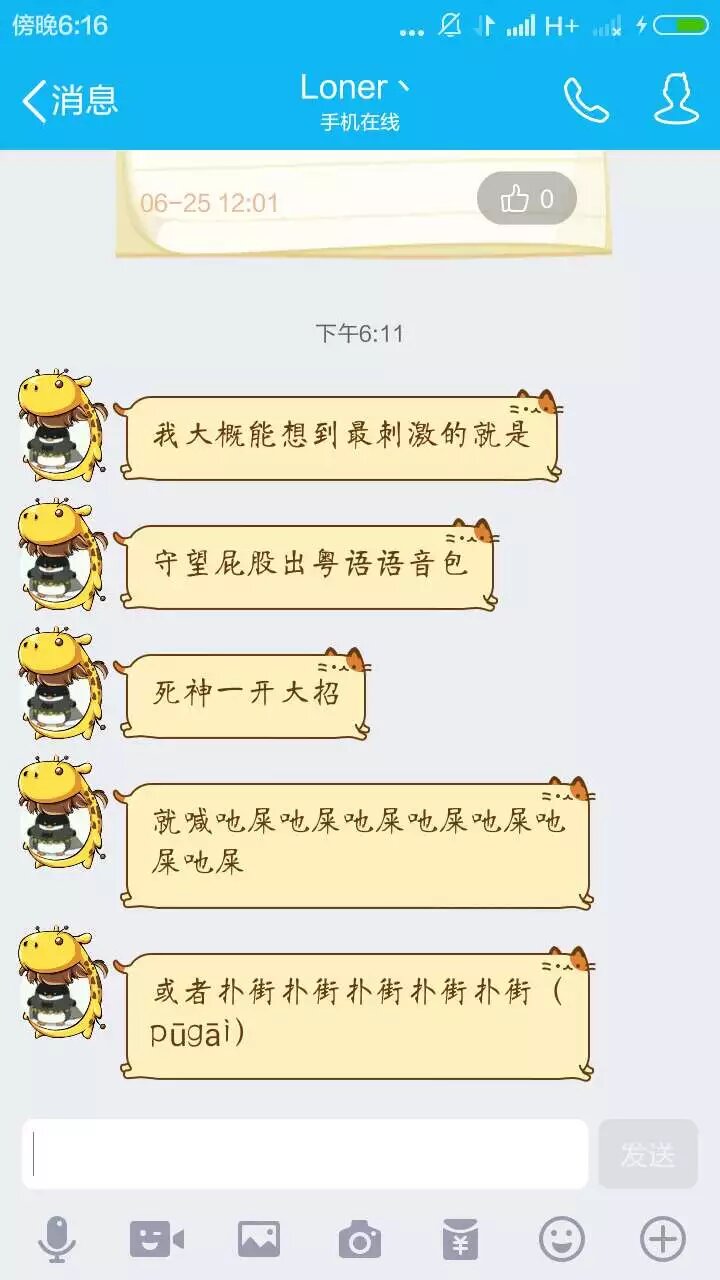 傍晚6:16
H+
消息
Loner丶
手机在线
06-25 12:01
0
下午6:11
我大概能想到最刺激的就是
守望屁股出粤语语音包
死神一开大招
就喊吔屎吔屎吔屎吔屎吔屎吔
屎吔屎
或者扑街扑街扑街扑街扑街（
pūgāi）
发送